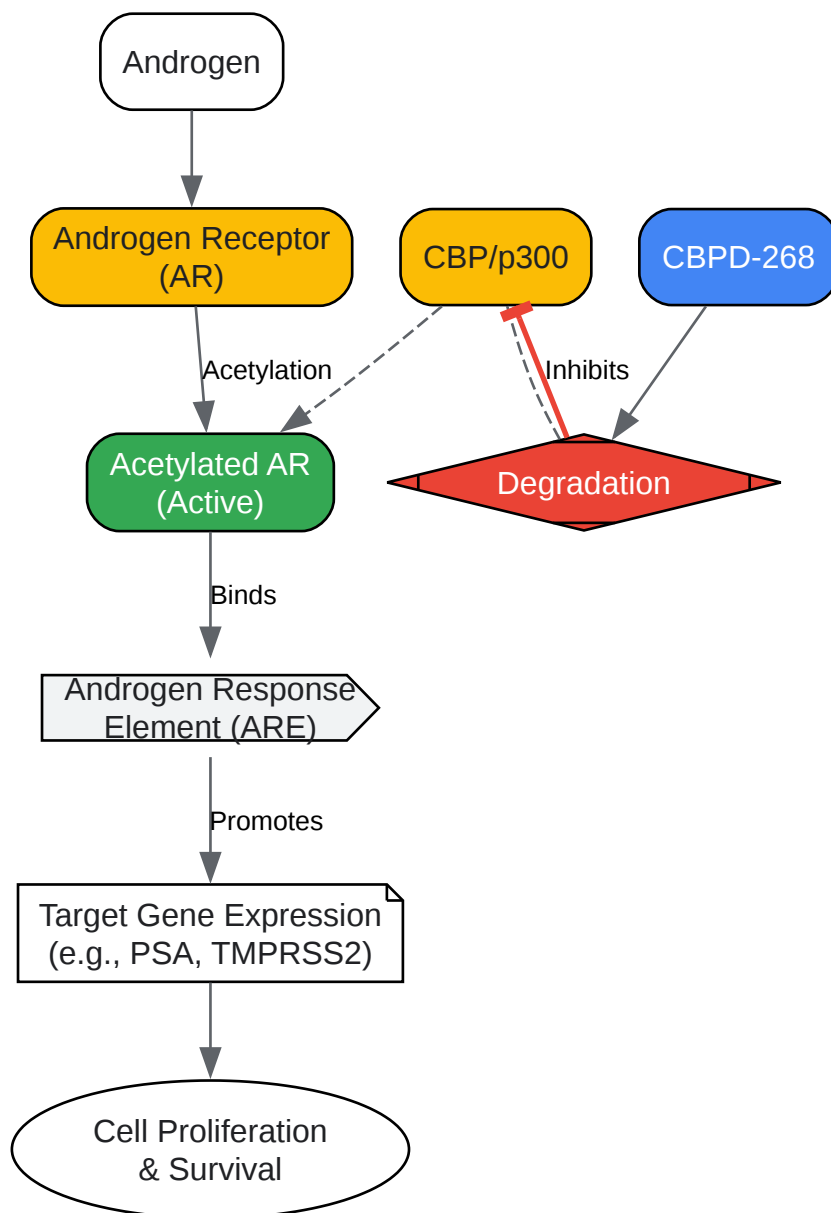 Androgen
Androgen Receptor
(AR)
CBP/p300
CBPD-268
Acetylation
Inhibits
Acetylated AR
(Active)
Degradation
Binds
Androgen Response
Element (ARE)
Promotes
Target Gene Expression
(e.g., PSA, TMPRSS2)
Cell Proliferation
& Survival